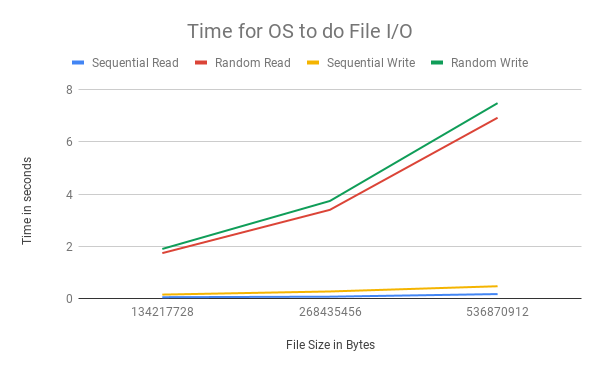 Time for OS to do File I/O
Sequential Read Random Read Sequential Write Random Write
8
6
4
2
0
Time in seconds
134217728 268435456 536870912
File Size in Bytes